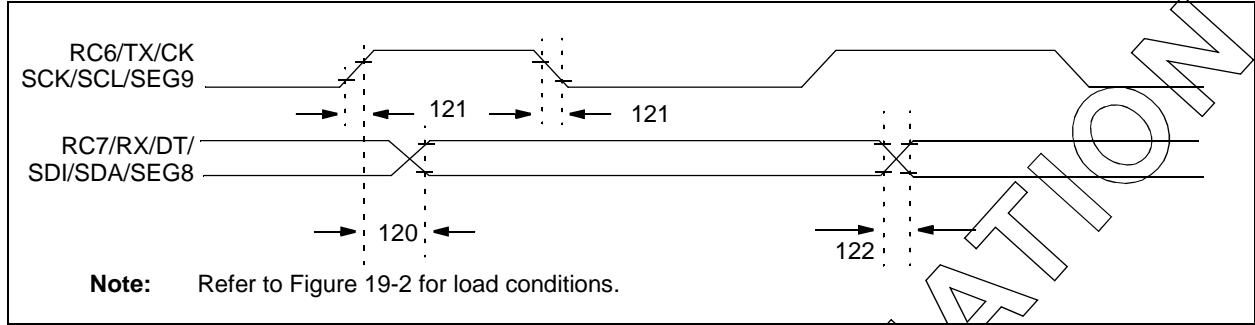 RC6/TX/CK
SCK/SCL/SEG9
121
121
RC7/RX/DT/
SDI/SDA/SEG8
120
122
Note: Refer to Figure 19-2 for load conditions.
ATION